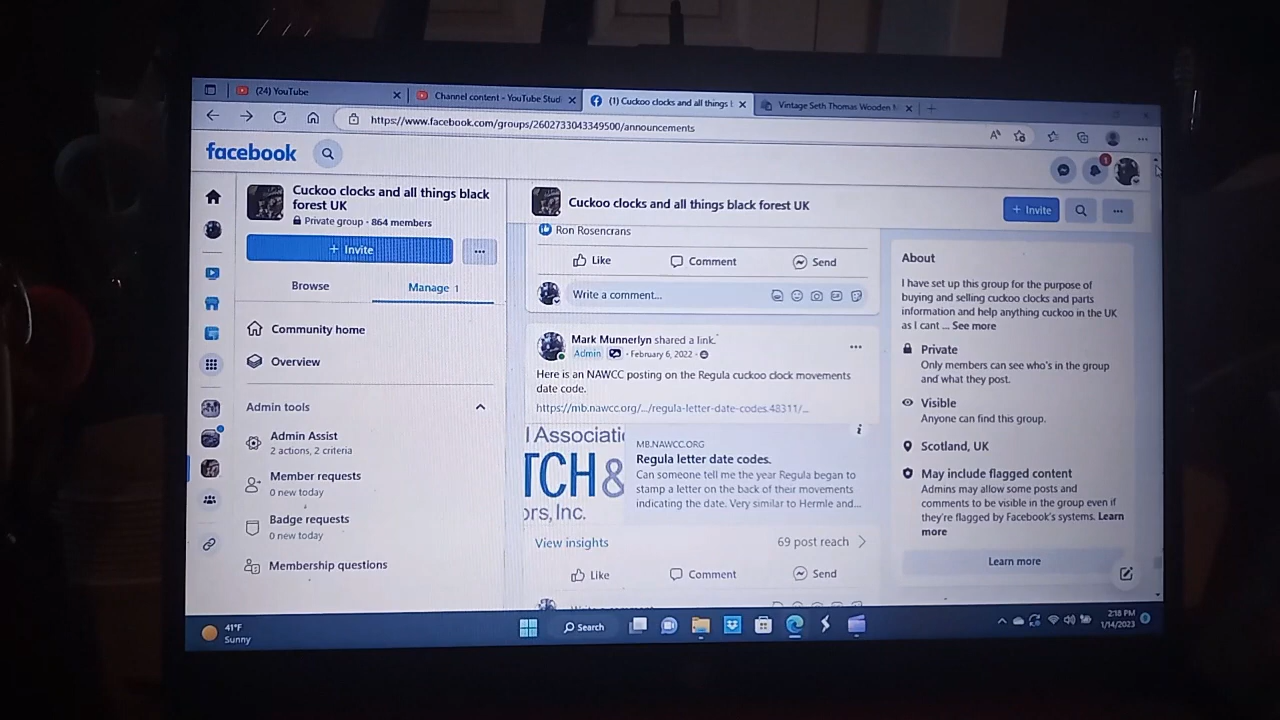 (24) YouTube
Channel content - YouTube Stud
(1) Cuckoo clocks and all things
Vintage Seth Thomas Wooden
https://www.facebook.com/groups/2602733043349500/announcements
facebook
1
Cuckoo clocks and all things black
forest UK
Private group · 864 members
+ Invite
...
Browse
Manage 1
Community home
Overview
Admin tools
Admin Assist
2 actions, 2 criteria
Member requests
0 new today
Badge requests
0 new today
Membership questions
Cuckoo clocks and all things black forest UK
+ Invite
...
Ron Rosencrans
Like
Comment
Send
Write a comment...
Mark Munnerlyn shared a link.
Admin · February 6, 2022 ·
Here is an NAWCC posting on the Regula cuckoo clock movements
date code.
https://mb.nawcc.org/.../regula-letter-date-codes.48311/...
l Associati
TCH &
ors, Inc.
i
MB.NAWCC.ORG
Regula letter date codes.
Can someone tell me the year Regula began to
stamp a letter on the back of their movements
indicating the date. Very similar to Hermle and...
View insights
69 post reach
Like
Comment
Send
About
I have set up this group for the purpose of
buying and selling cuckoo clocks and parts
information and help anything cuckoo in the UK
as I cant ... See more
Private
Only members can see who's in the group
and what they post.
Visible
Anyone can find this group.
Scotland, UK
May include flagged content
Admins may allow some posts and
comments to be visible in the group even if
they're flagged by Facebook's systems. Learn
more
Learn more
41°F
Sunny
Search
2:18 PM
1/14/2023